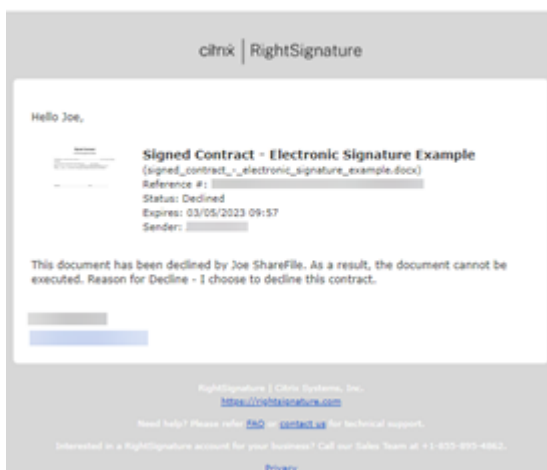 citrix | RightSignature
Hello Joe,
Signed Contract - Electronic Signature Example
(signed_contract_-_electronic_signature_example.docx)
Reference #:
Status: Declined
Expires: 03/05/2023 09:57
Sender:
This document has been declined by Joe ShareFile. As a result, the document cannot be
executed. Reason for Decline - I choose to decline this contract.
RightSignature | Citrix Systems, Inc.
https://rightsignature.com
Need help? Please refer FAQ or contact us for technical support.
Interested in a RightSignature account for your business? Call our Sales Team at +1-855-895-4862.
Privacy